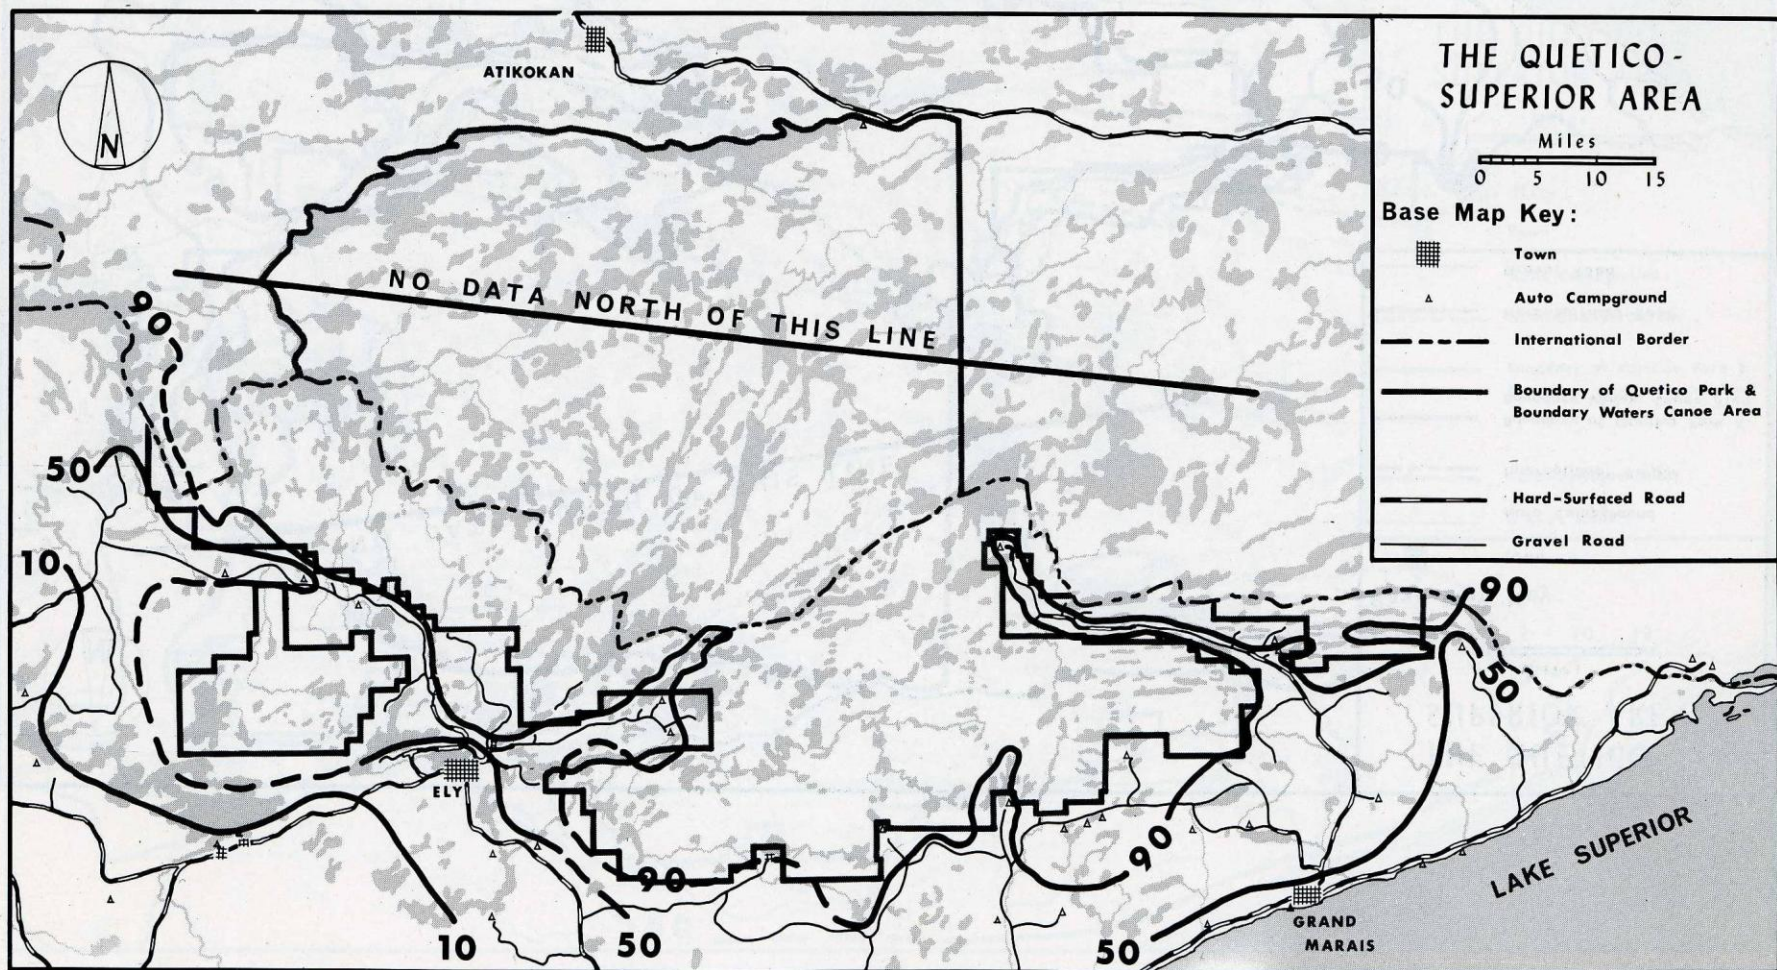 THE QUETICO-
SUPERIOR AREA
Miles
0 5 10 15
Base Map Key:
Town
Auto Campground
International Border
Boundary of Quetico Park &
Boundary Waters Canoe Area
Hard-Surfaced Road
Gravel Road
ATIKOKAN
N
90
NO DATA NORTH OF THIS LINE
50
10
90
50
ELY
90
90
LAKE SUPERIOR
GRAND
MARAIS
10
50
50